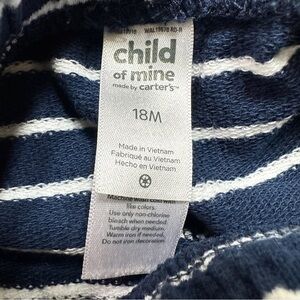 child
of mine
made by carter's™
18M
Made in Vietnam
Fabriqué au Vietnam
Hecho en Vietnam
Machine wash cold with
like colors.
Use only non-chlorine
bleach when needed.
Tumble dry medium.
Warm iron if needed.
Do not iron decoration.